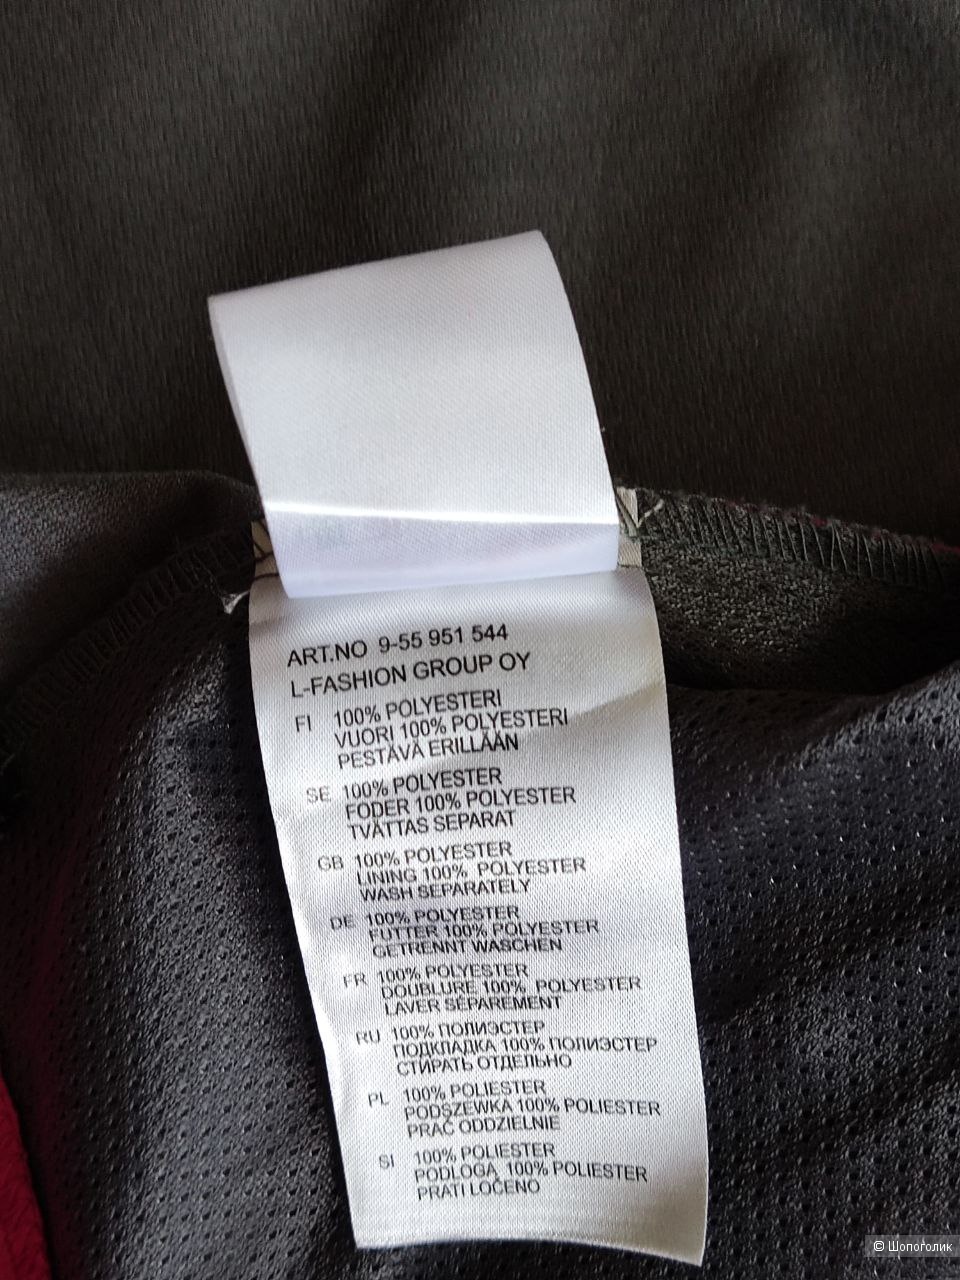 ART.NO 9-55 951 544
L-FASHION GROUP OY
FI 100% POLYESTERI
VUORI 100% POLYESTERI
PESTÄVÄ ERILLÄÄN
SE 100% POLYESTER
FODER 100% POLYESTER
TVÄTTAS SEPARAT
GB 100% POLYESTER
LINING 100% POLYESTER
WASH SEPARATELY
DE 100% POLYESTER
FUTTER 100% POLYESTER
GETRENNT WASCHEN
FR 100% POLYESTER
DOUBLURE 100% POLYESTER
LAVER SÉPAREMENT
RU 100% ПОЛИЭСТЕР
ПОДКЛАДКА 100% ПОЛИЭСТЕР
СТИРАТЬ ОТДЕЛЬНО
PL 100% POLIESTER
PODSZEWKA 100% POLIESTER
PRAČ ODDZIELNIE
SI 100% POLIESTER
PODLOGA 100% POLIESTER
PRATI LOČENO
© Шопоголик